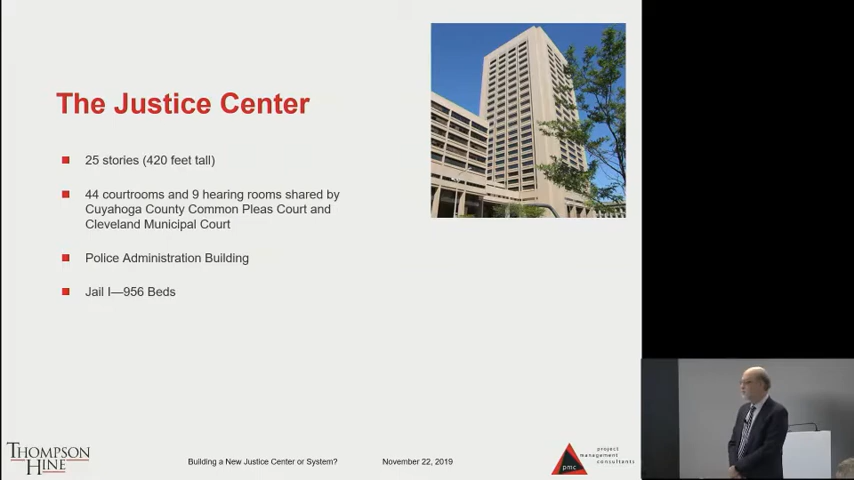 The Justice Center
25 stories (420 feet tall)
44 courtrooms and 9 hearing rooms shared by
Cuyahoga County Common Pleas Court and
Cleveland Municipal Court
Police Administration Building
Jail I—956 Beds
THOMPSON
HINE
Building a New Justice Center or System?
November 22, 2019
pmc
project
management
consultants